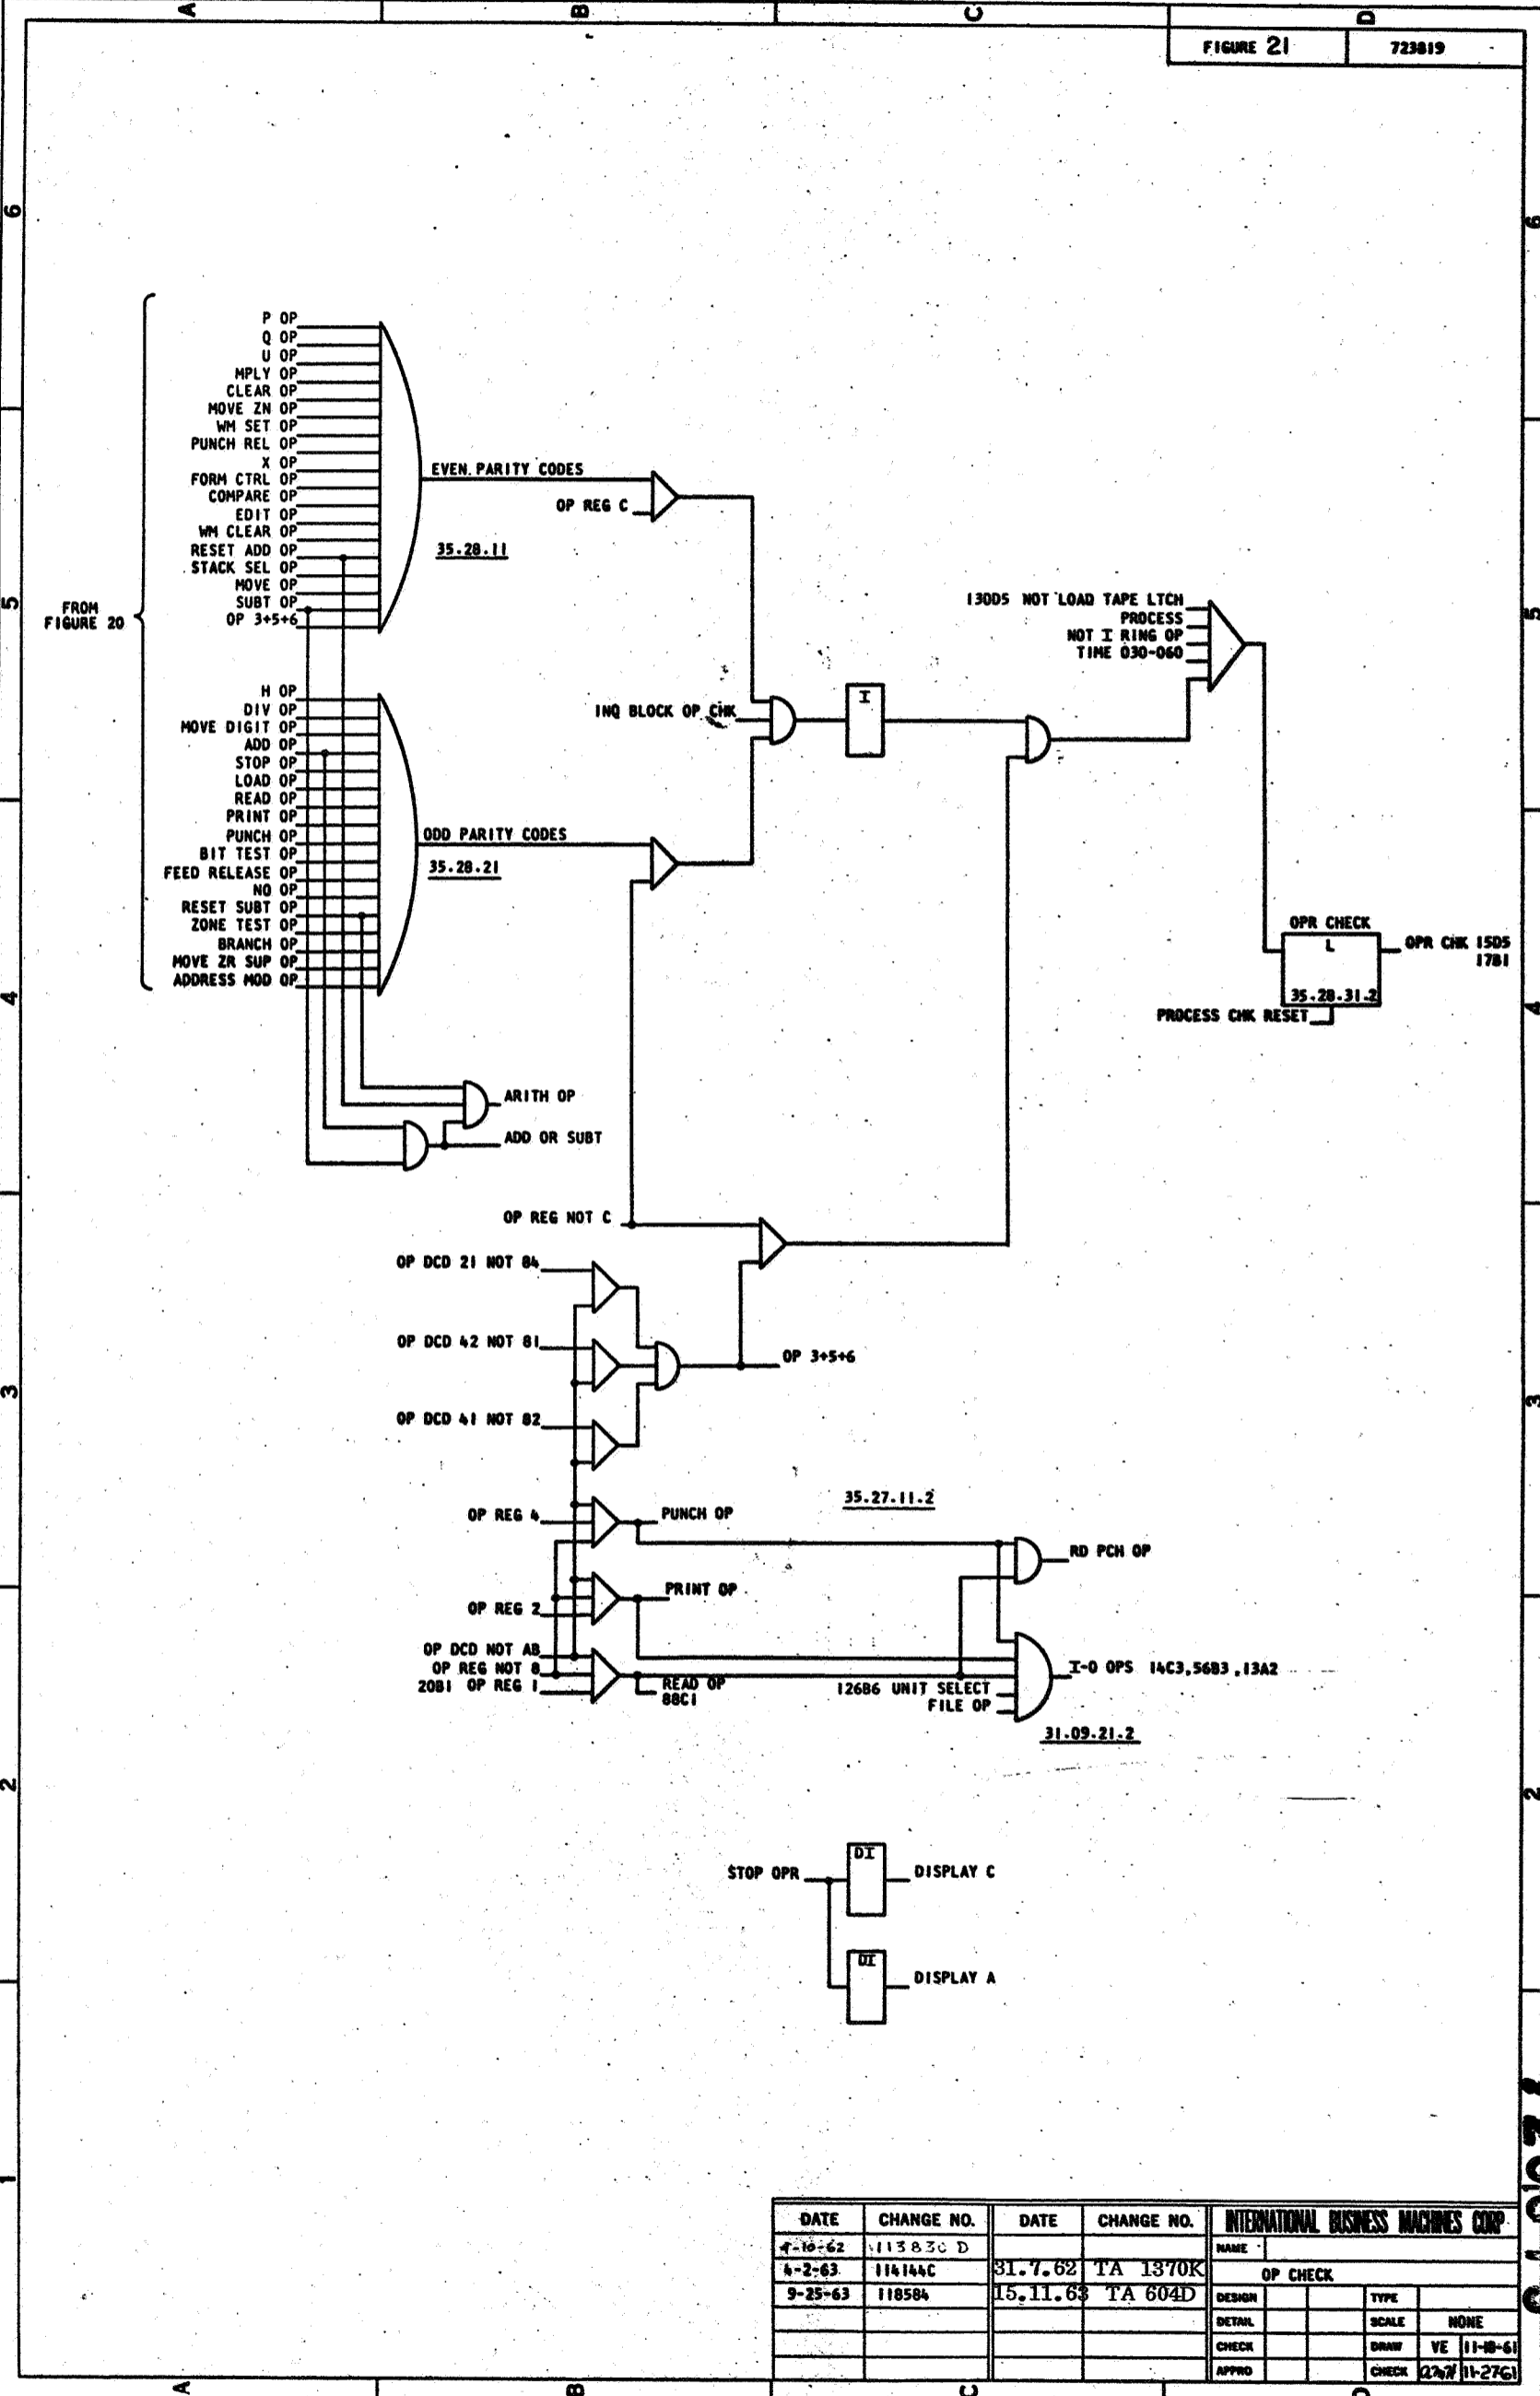 A
B
C
D
FIGURE 21
723819
6
6
P OP
Q OP
U OP
MPLY OP
CLEAR OP
MOVE ZN OP
WM SET OP
PUNCH REL OP
X OP
FORM CTRL OP
COMPARE OP
EDIT OP
WM CLEAR OP
RESET ADD OP
STACK SEL OP
MOVE OP
SUBT OP
OP 3+5+6
EVEN PARITY CODES
OP REG C
35.28.11
5
5
FROM
FIGURE 20
130D5 NOT LOAD TAPE LTCH
PROCESS
NOT I RING OP
TIME 030-060
H OP
DIV OP
MOVE DIGIT OP
ADD OP
STOP OP
LOAD OP
READ OP
PRINT OP
PUNCH OP
BIT TEST OP
FEED RELEASE OP
NO OP
RESET SUBT OP
ZONE TEST OP
BRANCH OP
MOVE ZR SUP OP
ADDRESS MOD OP
INQ BLOCK OP CHK
I
ODD PARITY CODES
35.28.21
OPR CHECK
L
35.28.31.2
OPR CHK 15D5
17B1
PROCESS CHK RESET
4
4
ARITH OP
ADD OR SUBT
OP REG NOT C
OP DCD 21 NOT 84
OP DCD 42 NOT 81
OP 3+5+6
OP DCD 41 NOT 82
3
3
35.27.11.2
OP REG 4
PUNCH OP
RD PCH OP
PRINT OP
OP REG 2
OP DCD NOT AB
OP REG NOT 8
20B1 OP REG 1
READ OP
88C1
I-O OPS 14C3,56B3,13A2
126B6 UNIT SELECT
FILE OP
31.09.21.2
2
2
STOP OPR
DI
DISPLAY C
DI
DISPLAY A
1
DATE CHANGE NO. DATE CHANGE NO. INTERNATIONAL BUSINESS MACHINES CORP
113830 D NAME
4-2-63 114144C 31.7.62 TA 1370K OP CHECK
9-25-63 118584 15.11.63 TA 604D DESIGN TYPE
DETAIL SCALE NONE
CHECK DRAW VE 11-18-61
APPRO CHECK 11-27-61
A
B
C
D